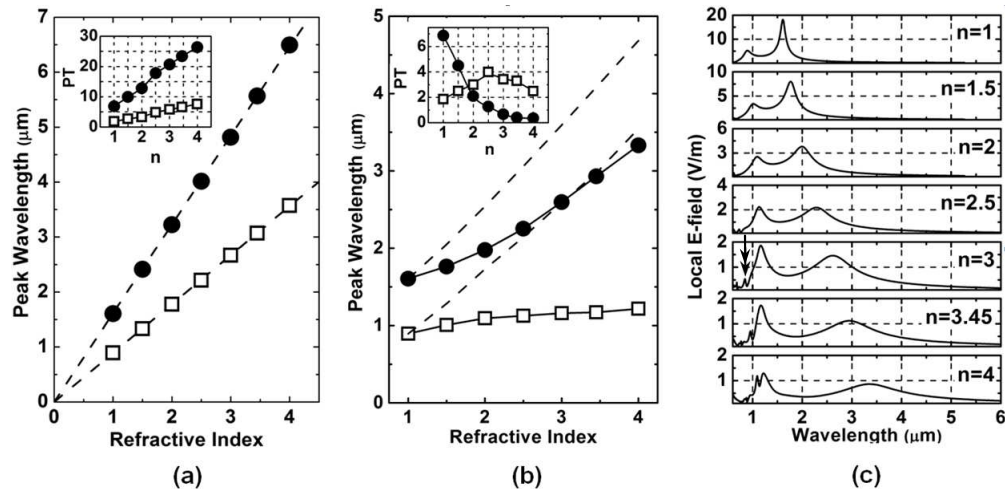 7
6
5
4
3
2
1
0
0 1 2 3 4
Peak Wavelength (μm)
Refractive Index
30
20
10
0
PT
1 2 3 4
n
(a)
5
4
3
2
1
0
1 2 3 4
Peak Wavelength (μm)
Refractive Index
6
4
2
0
PT
1 2 3 4
n
(b)
Local E-field (V/m)
20
10
n=1
10
5
n=1.5
6
3
n=2
4
2
n=2.5
2
1
n=3
2
1
n=3.45
2
1
n=4
1 2 3 4 5 6
Wavelength (μm)
(c)